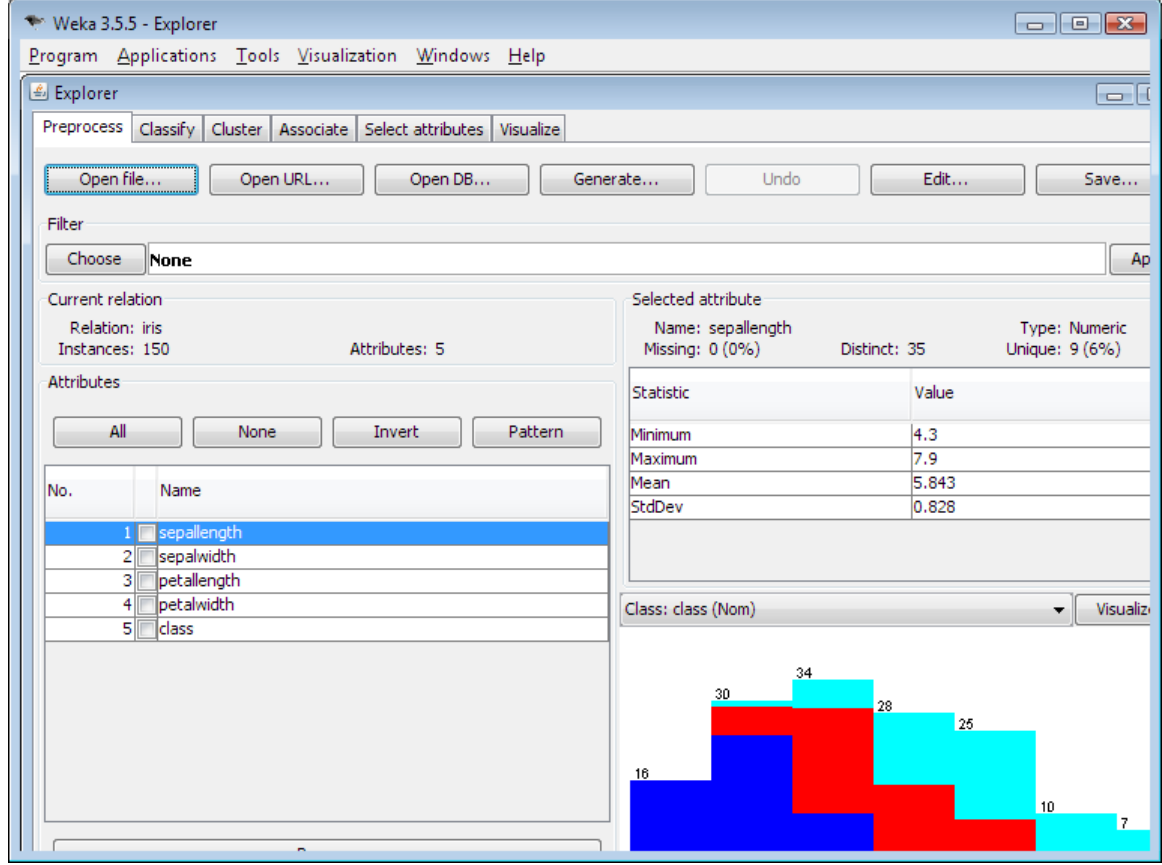 Weka 3.5.5 - Explorer
Program Applications Tools Visualization Windows Help
Explorer
Preprocess Classify Cluster Associate Select attributes Visualize
Open file... Open URL... Open DB... Generate... Undo Edit... Save...
Filter
Choose None Ap
Current relation
Relation: iris
Instances: 150 Attributes: 5
Attributes
All None Invert Pattern
No. Name
1 sepallength
2 sepalwidth
3 petallength
4 petalwidth
5 class
Selected attribute
Name: sepallength Type: Numeric
Missing: 0 (0%) Distinct: 35 Unique: 9 (6%)
Statistic Value
Minimum 4.3
Maximum 7.9
Mean 5.843
StdDev 0.828
Class: class (Nom) Visualiz
16 30 34 28 25 10 7